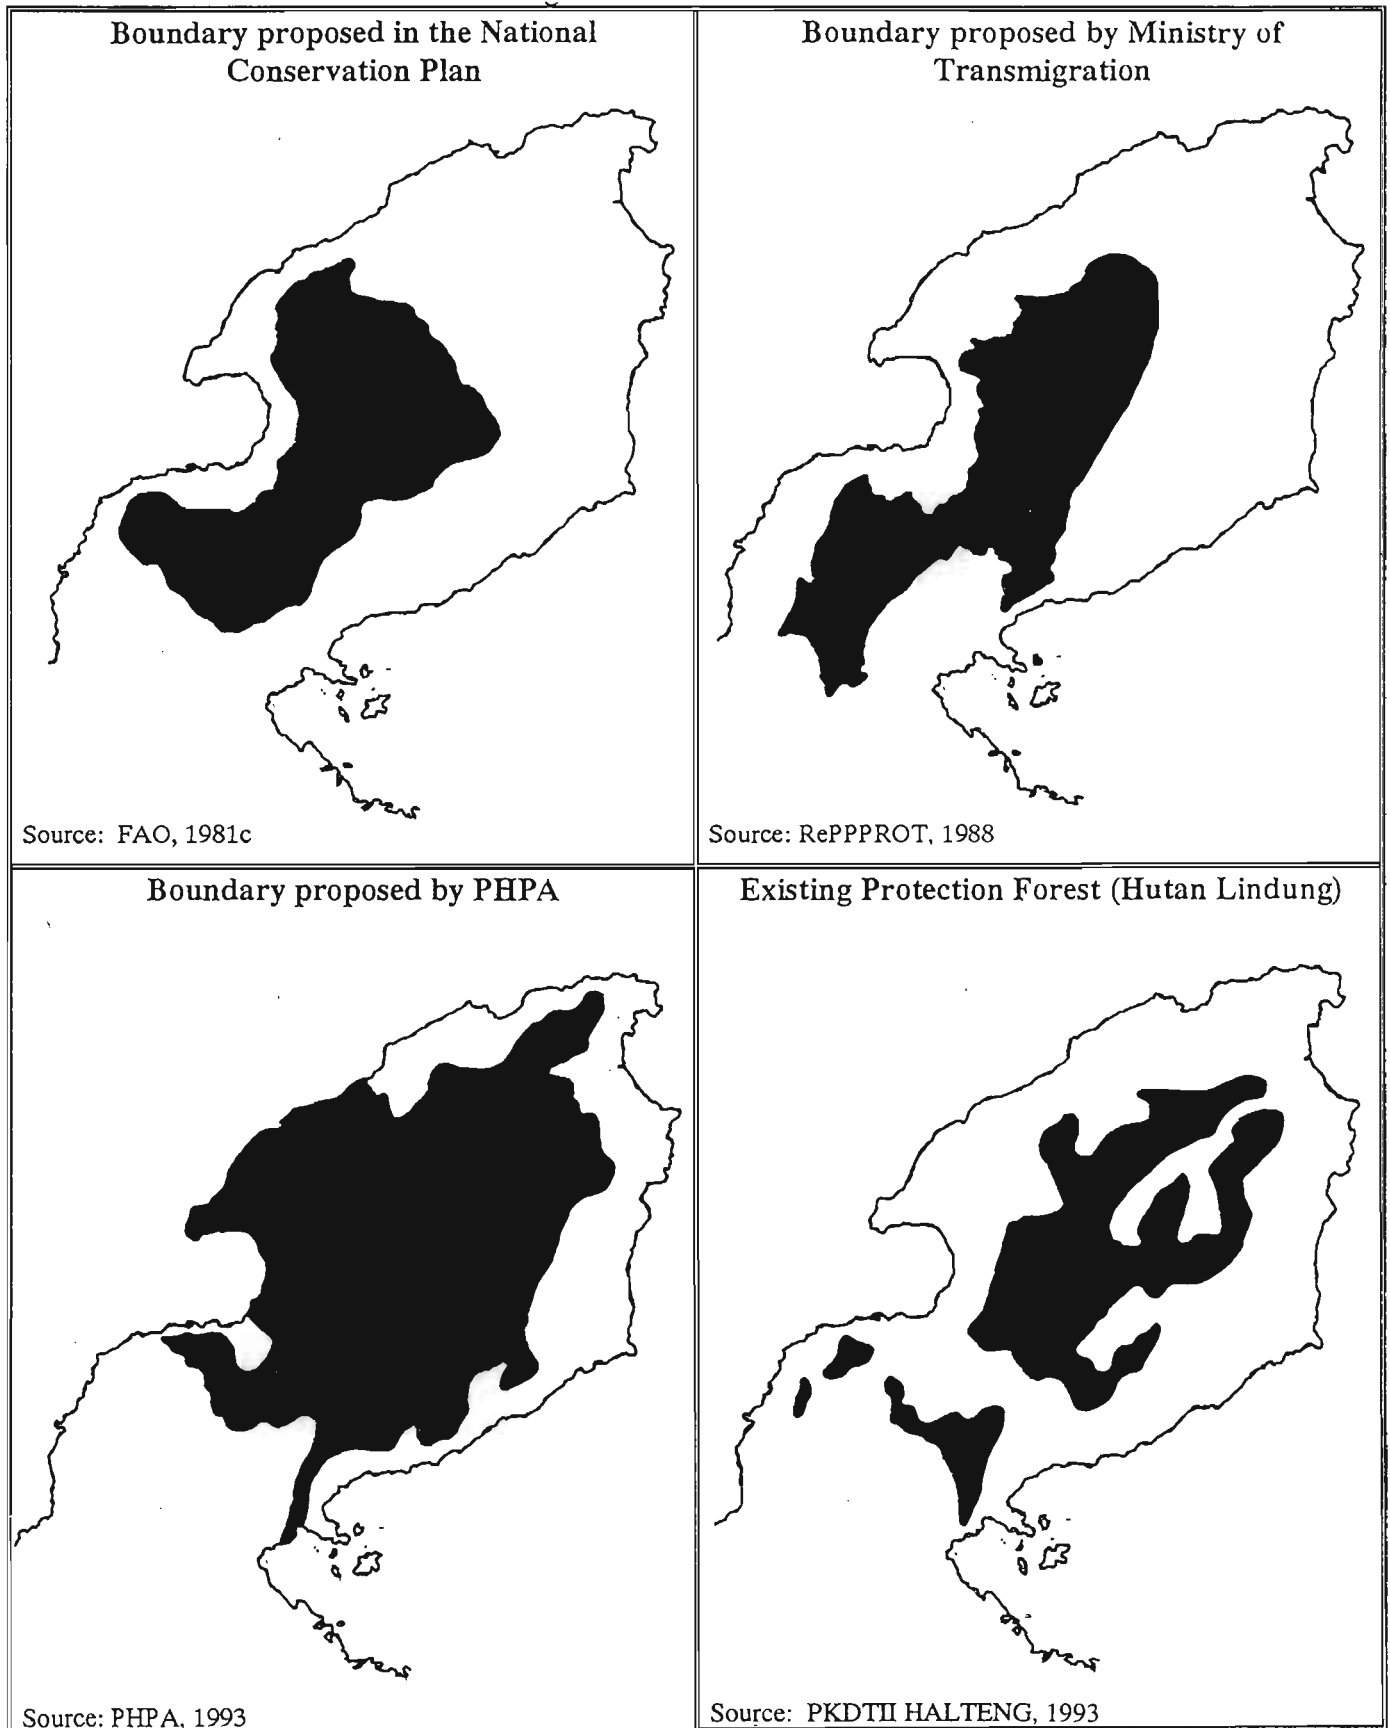 Boundary proposed in the National
Conservation Plan
Source: FAO, 1981c
Boundary proposed by Ministry of
Transmigration
Source: RePPPROT, 1988
Boundary proposed by PHPA
Source: PHPA, 1993
Existing Protection Forest (Hutan Lindung)
Source: PKDTII HALTENG, 1993